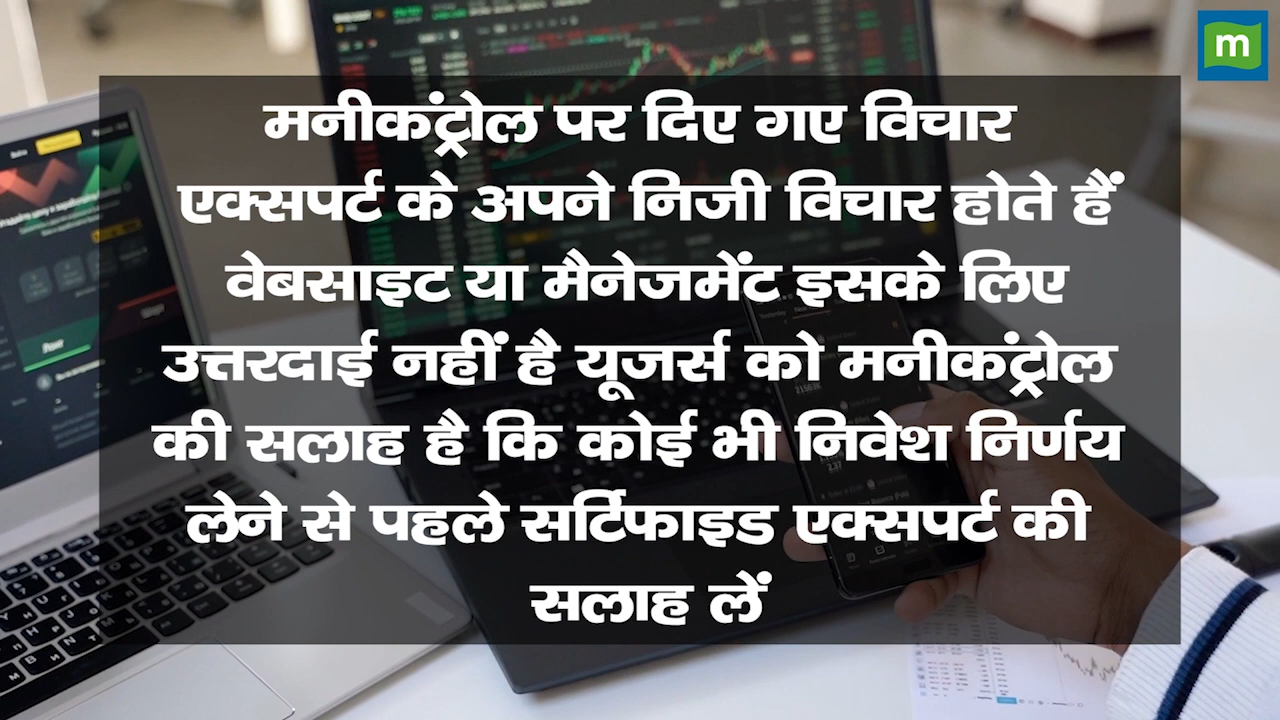 m
मनीकंट्रोल पर दिए गए विचार
एक्सपर्ट के अपने निजी विचार होते हैं
वेबसाइट या मैनेजमेंट इसके लिए
उत्तरदाई नहीं है यूजर्स को मनीकंट्रोल
की सलाह है कि कोई भी निवेश निर्णय
लेने से पहले सर्टिफाइड एक्सपर्ट की
सलाह लें